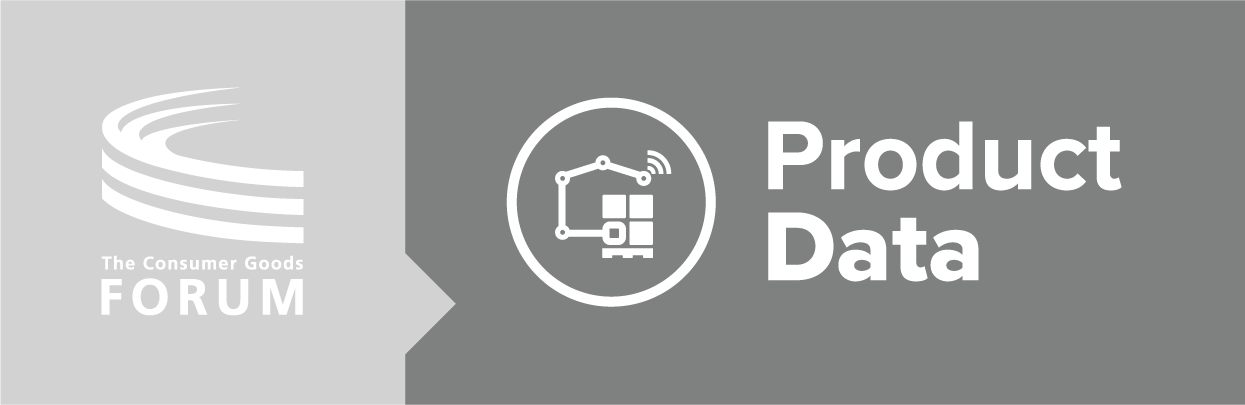 The Consumer Goods
FORUM
Product
Data